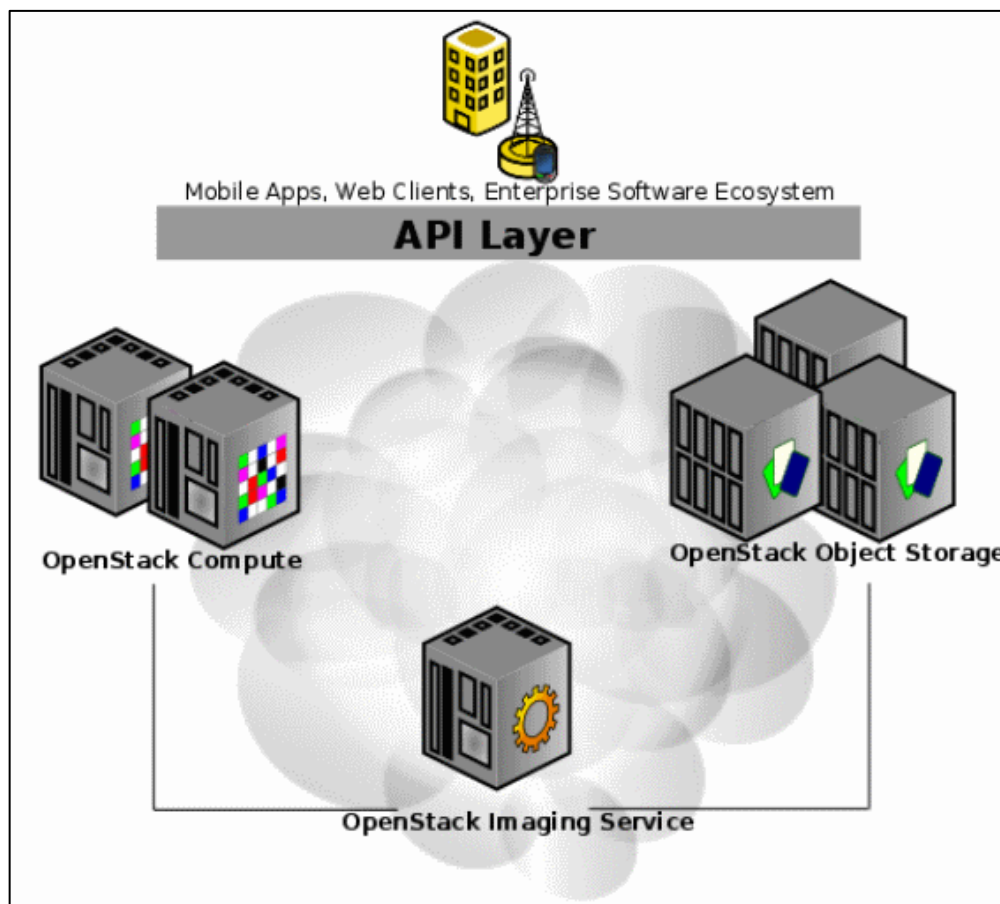 Mobile Apps, Web Clients, Enterprise Software Ecosystem
API Layer
OpenStack Compute
OpenStack Object Storage
OpenStack Imaging Service